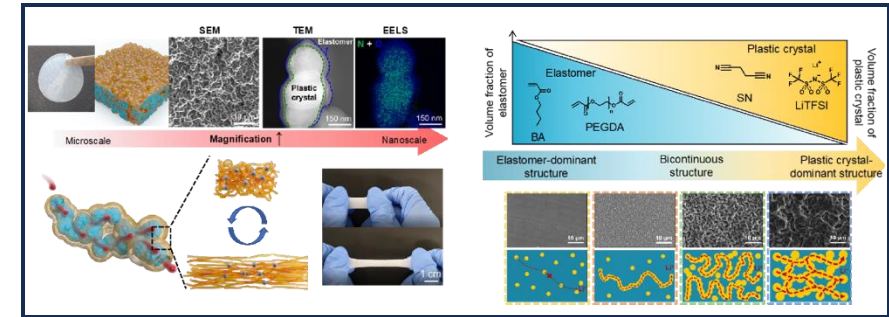 SEM
TEM
EELS
Elastomer
N +
Plastic
crystal
150 nm
150 nm
Microscale
Magnification ↑
Nanoscale
1 cm
Volume fraction
of elastomer
Elastomer
BA
PEGDA
Plastic crystal
N
N
SN
Li+
LiTFSI
Volume fraction of
plastic crystal
Elastomer-dominant
structure
Bicontinuous
structure
Plastic crystal-
dominant structure
10 μm
10 μm
10 μm
10 μm